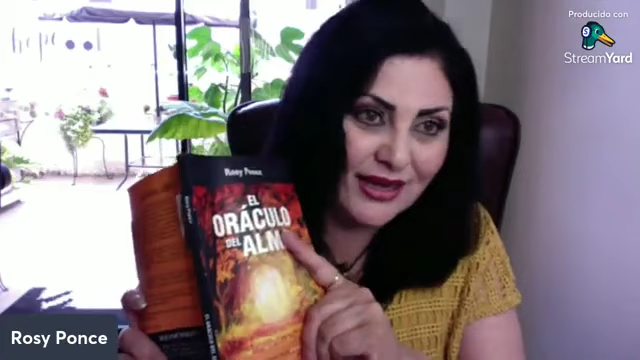 Producido con
StreamYard
Rosy Ponce
EL
ORÁCULO
DEL ALM
Rosy Ponce